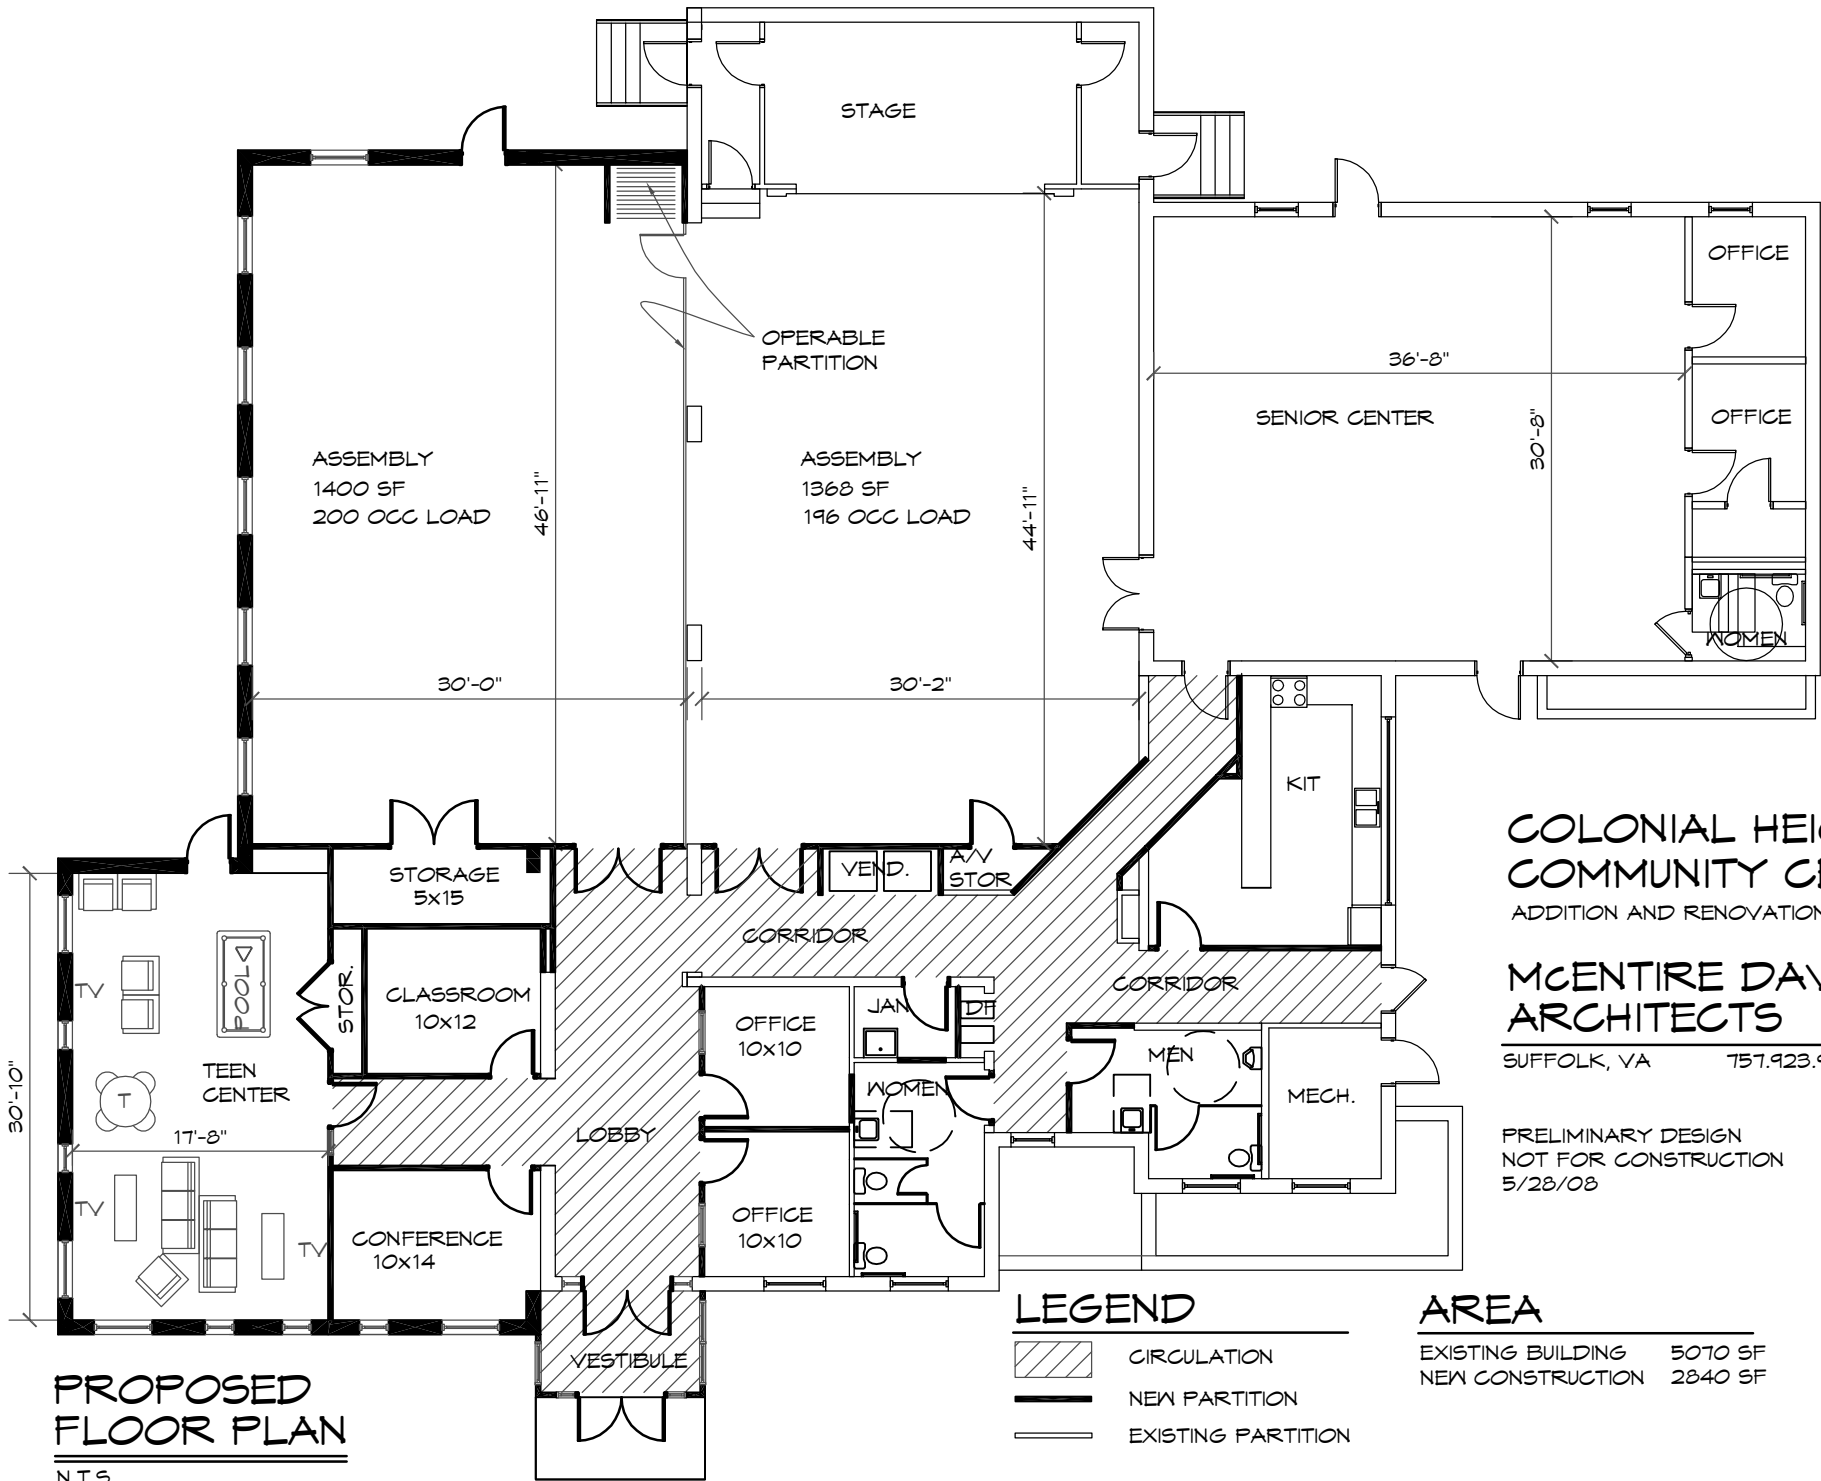 STAGE
OFFICE
OPERABLE
PARTITION
36'-8"
SENIOR CENTER
30'-8"
OFFICE
ASSEMBLY
1400 SF
200 OCC LOAD
46'-11"
ASSEMBLY
1368 SF
196 OCC LOAD
44'-11"
WOMEN
30'-0"
30'-2"
KIT
STORAGE
5x15
VEND.
A/V
STOR
CORRIDOR
CORRIDOR
TV
POOL
STOR.
CLASSROOM
10x12
OFFICE
10x10
JAN
DF
MEN
WOMEN
MECH.
TEEN
CENTER
T
30'-10"
17'-8"
LOBBY
TV
TV
CONFERENCE
10x14
OFFICE
10x10
VESTIBULE
COLONIAL
COMMUNITY
ADDITION AND RENOVATION
McENTIRE
ARCHITECTS
SUFFOLK, VA
757.923.
PRELIMINARY DESIGN
NOT FOR CONSTRUCTION
5/28/08
LEGEND
CIRCULATION
NEW PARTITION
EXISTING PARTITION
AREA
EXISTING BUILDING 5070 SF
NEW CONSTRUCTION 2840 SF
PROPOSED
FLOOR PLAN
N.T.S.